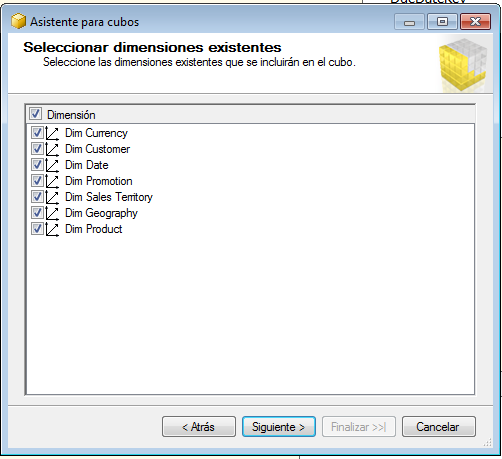 DueDateKey
Asistente para cubos
Seleccionar dimensiones existentes
Seleccione las dimensiones existentes que se incluirán en el cubo.
Dimensión
Dim Currency
Dim Customer
Dim Date
Dim Promotion
Dim Sales Territory
Dim Geography
Dim Product
< Atrás
Siguiente >
Finalizar >>|
Cancelar